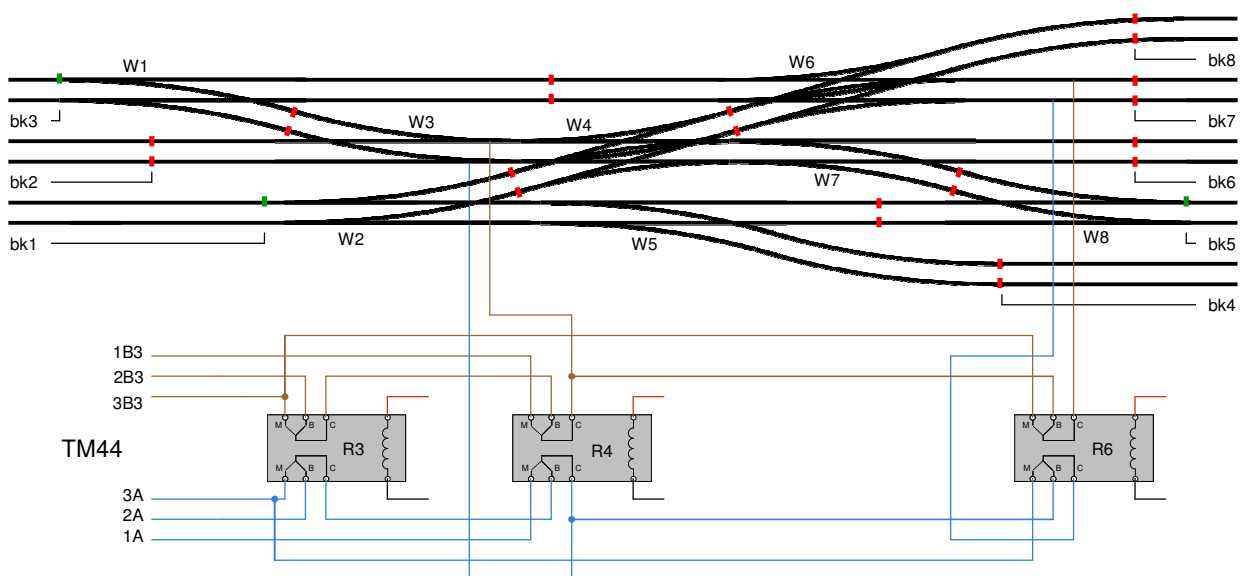 W1
W6
bk8
bk3
W3
W4
bk7
bk2
W7
bk6
bk1
W2
W5
W8
bk5
bk4
1B3
2B3
3B3
M B C
M B C
M B C
TM44
R3
R4
R6
M B C
M B C
M B C
3A
2A
1A